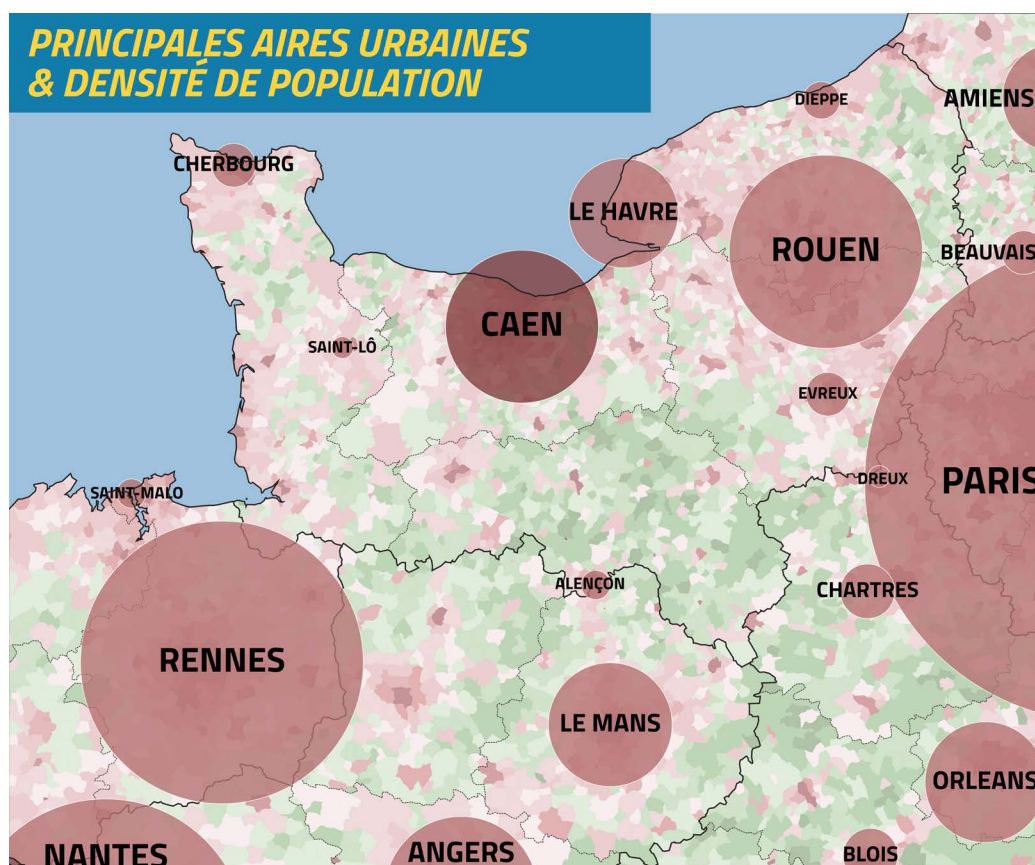 PRINCIPALES AIRES URBAINES
& DENSITÉ DE POPULATION
DIEPPE
AMIENS
CHERBOURG
LE HAVRE
ROUEN
BEAUVAIS
CAEN
SAINT-LÔ
EVREUX
DREUX
PARIS
SAINT-MALO
ALENÇON
CHARTRES
RENNES
LE MANS
ORLEANS
NANTES
ANGERS
BLOIS